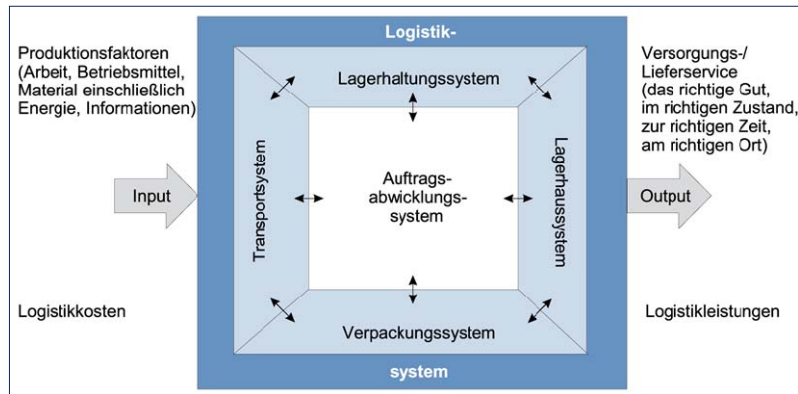 Logistik-
Produktionsfaktoren
(Arbeit, Betriebsmittel,
Material einschließlich
Energie, Informationen)
Lagerhaltungssystem
Versorgungs-/
Lieferservice
(das richtige Gut,
im richtigen Zustand,
zur richtigen Zeit,
am richtigen Ort)
Input
Transportsystem
Auftrags-
abwicklungs-
system
Lagerhaussystem
Output
Logistikkosten
Verpackungssystem
Logistikleistungen
system